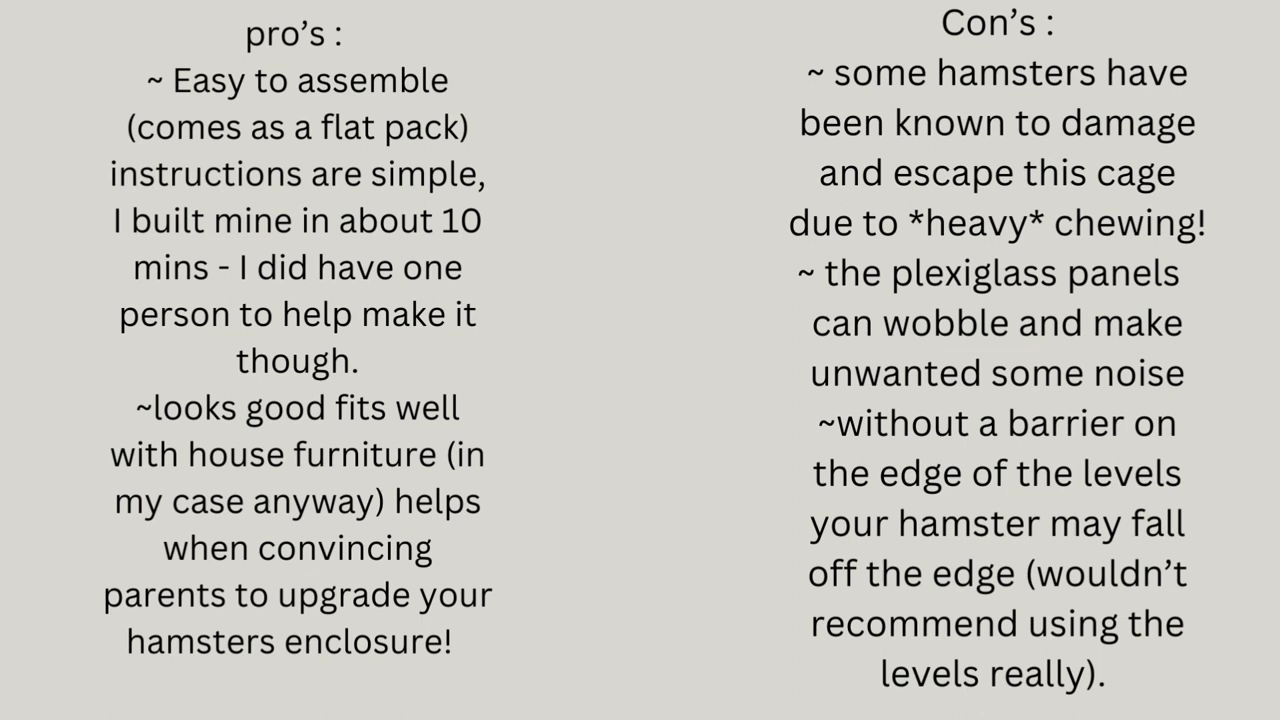 pro’s :
~ Easy to assemble
(comes as a flat pack)
instructions are simple,
I built mine in about 10
mins - I did have one
person to help make it
though.
~looks good fits well
with house furniture (in
my case anyway) helps
when convincing
parents to upgrade your
hamsters enclosure!
Con’s :
~ some hamsters have
been known to damage
and escape this cage
due to *heavy* chewing!
~ the plexiglass panels
can wobble and make
unwanted some noise
~without a barrier on
the edge of the levels
your hamster may fall
off the edge (wouldn’t
recommend using the
levels really).